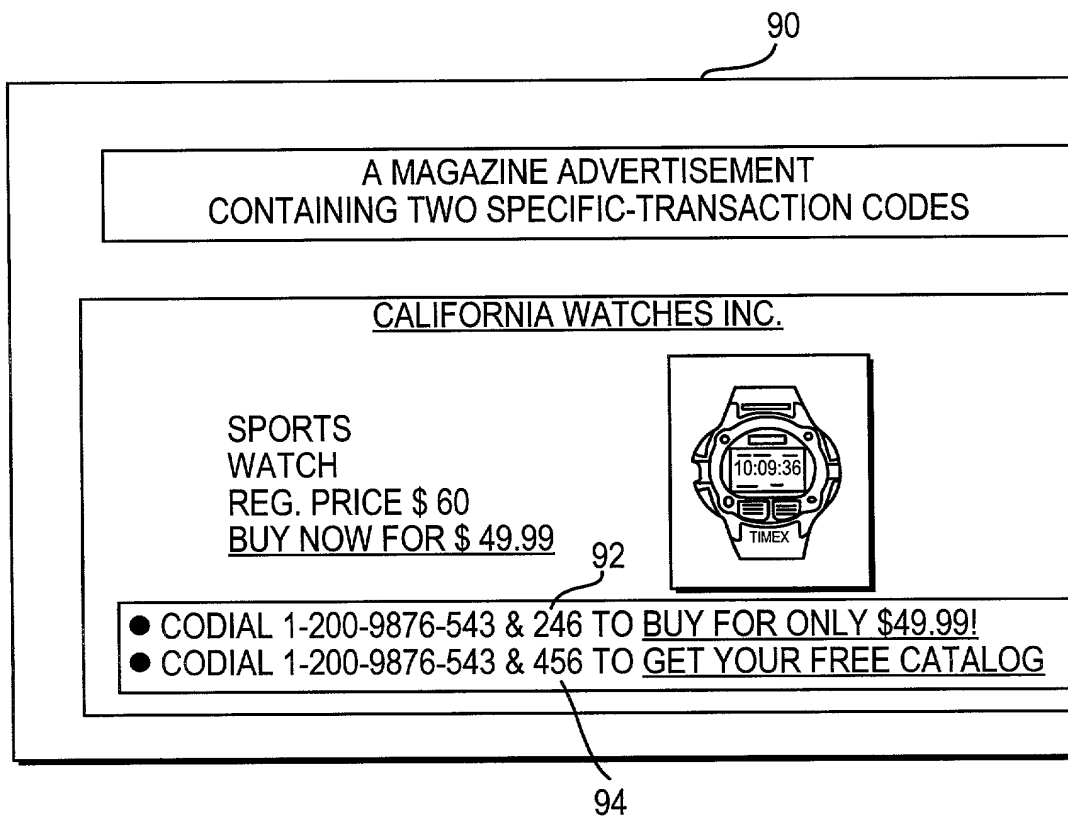 90
A MAGAZINE ADVERTISEMENT
CONTAINING TWO SPECIFIC-TRANSACTION CODES
CALIFORNIA WATCHES INC.
SPORTS
WATCH
REG. PRICE $ 60
BUY NOW FOR $ 49.99
10:09:36
TIMEX
92
● CODIAL 1-200-9876-543 & 246 TO BUY FOR ONLY $49.99!
● CODIAL 1-200-9876-543 & 456 TO GET YOUR FREE CATALOG
94